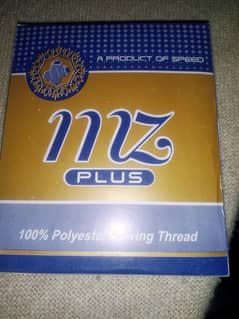 A PRODUCT OF SPEED
mz
PLUS
100% Polyester Sewing Thread